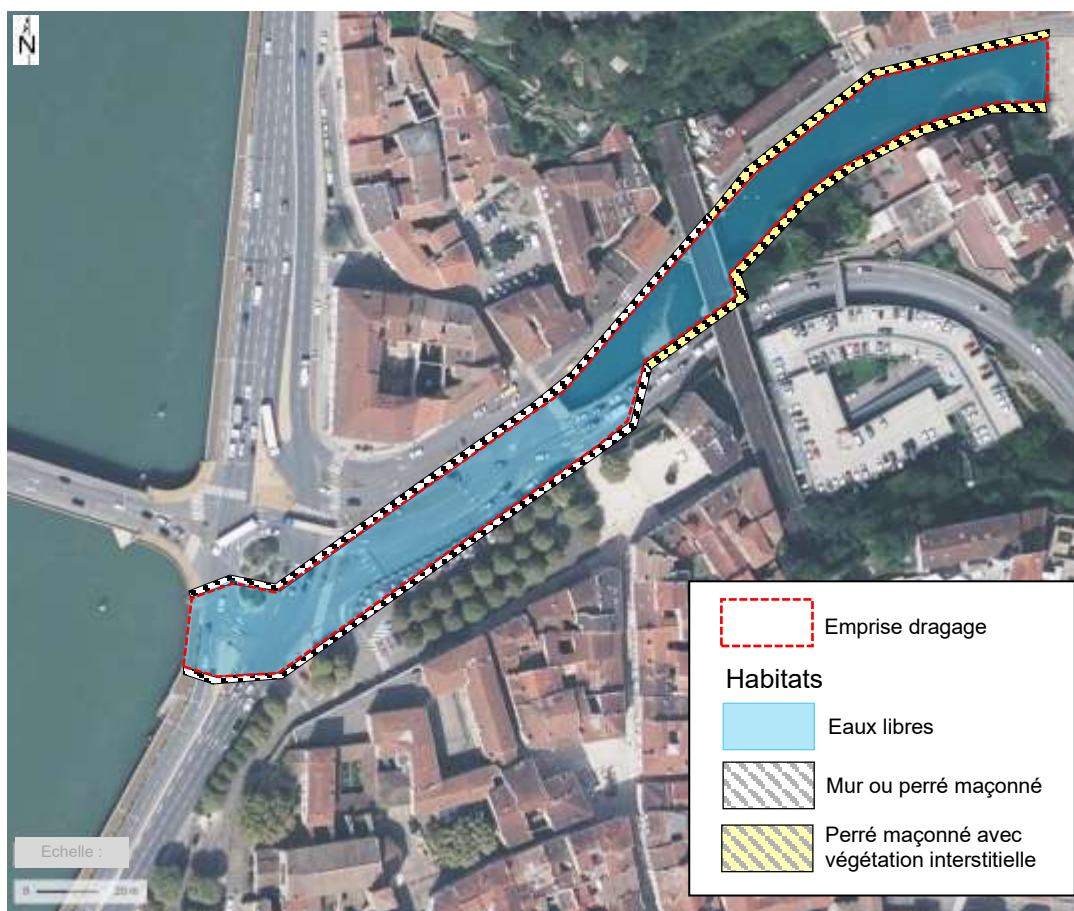 N
Emprise dragage
Habitats
Eaux libres
Mur ou perré maçonné
Perré maçonné avec
végétation interstitielle
Echelle :
0 20 m